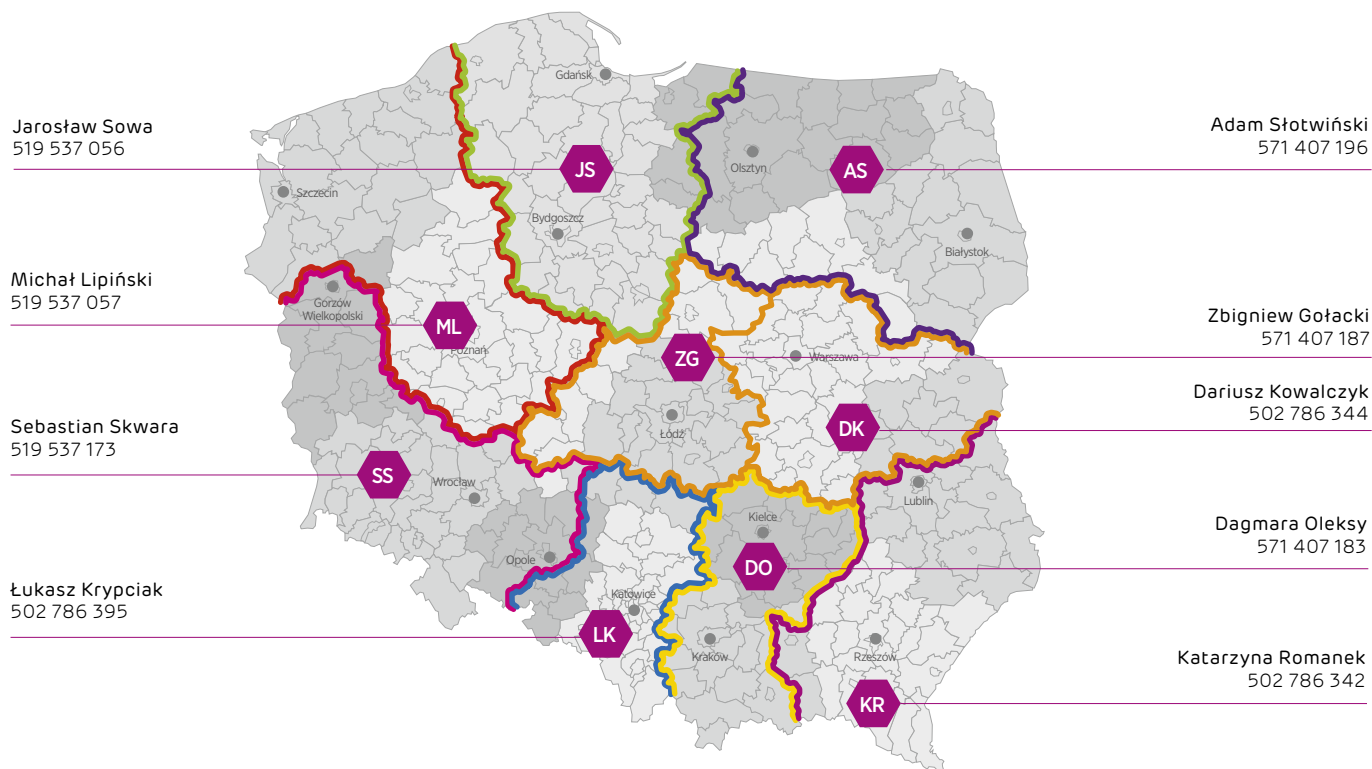 Jarosław Sowa
519 537 056
Michał Lipiński
519 537 057
Sebastian Skwara
519 537 173
Łukasz Krypciak
502 786 395
Gdańsk
JS
Olsztyn
AS
Szczecin
Bydgoszcz
Białystok
Gorzów
Wielkopolski
ML
Poznań
ZG
Warszawa
Łódź
DK
SS
Wrocław
Lublin
Kielce
Opole
DO
Katowice
LK
Kraków
Rzeszów
KR
Adam Słotwiński
571 407 196
Zbigniew Gołacki
571 407 187
Dariusz Kowalczyk
502 786 344
Dagmara Oleksy
571 407 183
Katarzyna Romanek
502 786 342